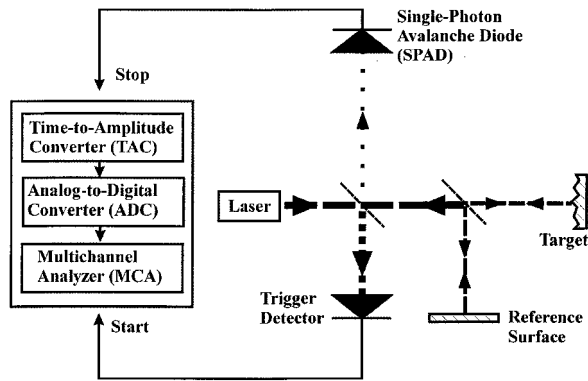 Single-Photon
Avalanche Diode
(SPAD)
Stop
Time-to-Amplitude
Converter (TAC)
Analog-to-Digital
Converter (ADC)
Multichannel
Analyzer (MCA)
Laser
Target
Trigger
Detector
Reference
Surface
Start